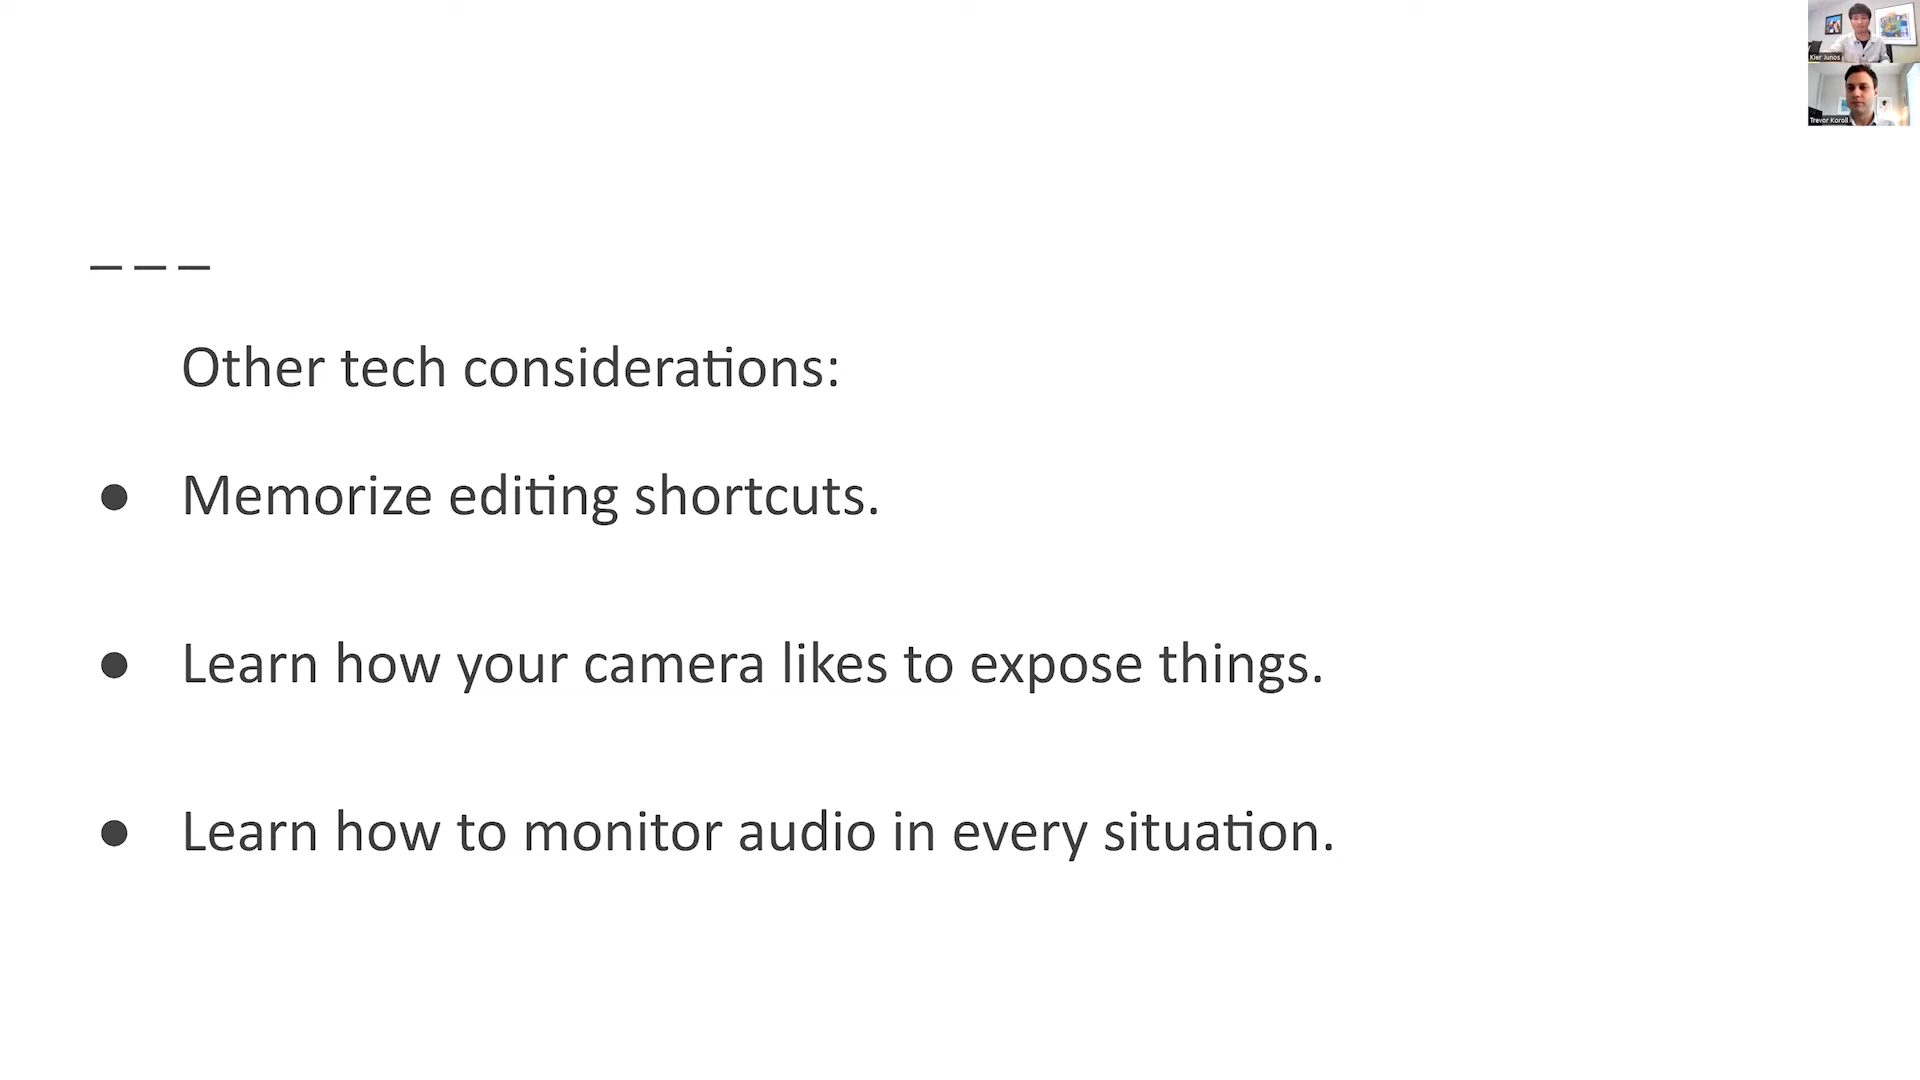 Kier Junos
Trevor Koroll
Other tech considerations:
● Memorize editing shortcuts.
● Learn how your camera likes to expose things.
● Learn how to monitor audio in every situation.